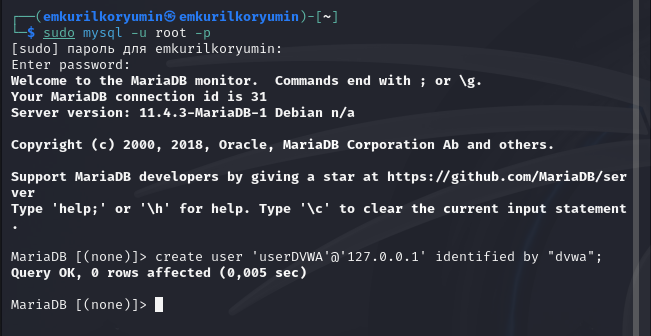 ┌──(emkurilkoryumin㉿emkurilkoryumin)-[~]
└─$ sudo mysql -u root -p
[sudo] пароль для emkurilkoryumin:
Enter password:
Welcome to the MariaDB monitor.  Commands end with ; or \g.
Your MariaDB connection id is 31
Server version: 11.4.3-MariaDB-1 Debian n/a
Copyright (c) 2000, 2018, Oracle, MariaDB Corporation Ab and others.
Support MariaDB developers by giving a star at https://github.com/MariaDB/ser
ver
Type 'help;' or '\h' for help. Type '\c' to clear the current input statement
.
MariaDB [(none)]> create user 'userDVWA'@'127.0.0.1' identified by "dvwa";
Query OK, 0 rows affected (0,005 sec)
MariaDB [(none)]>